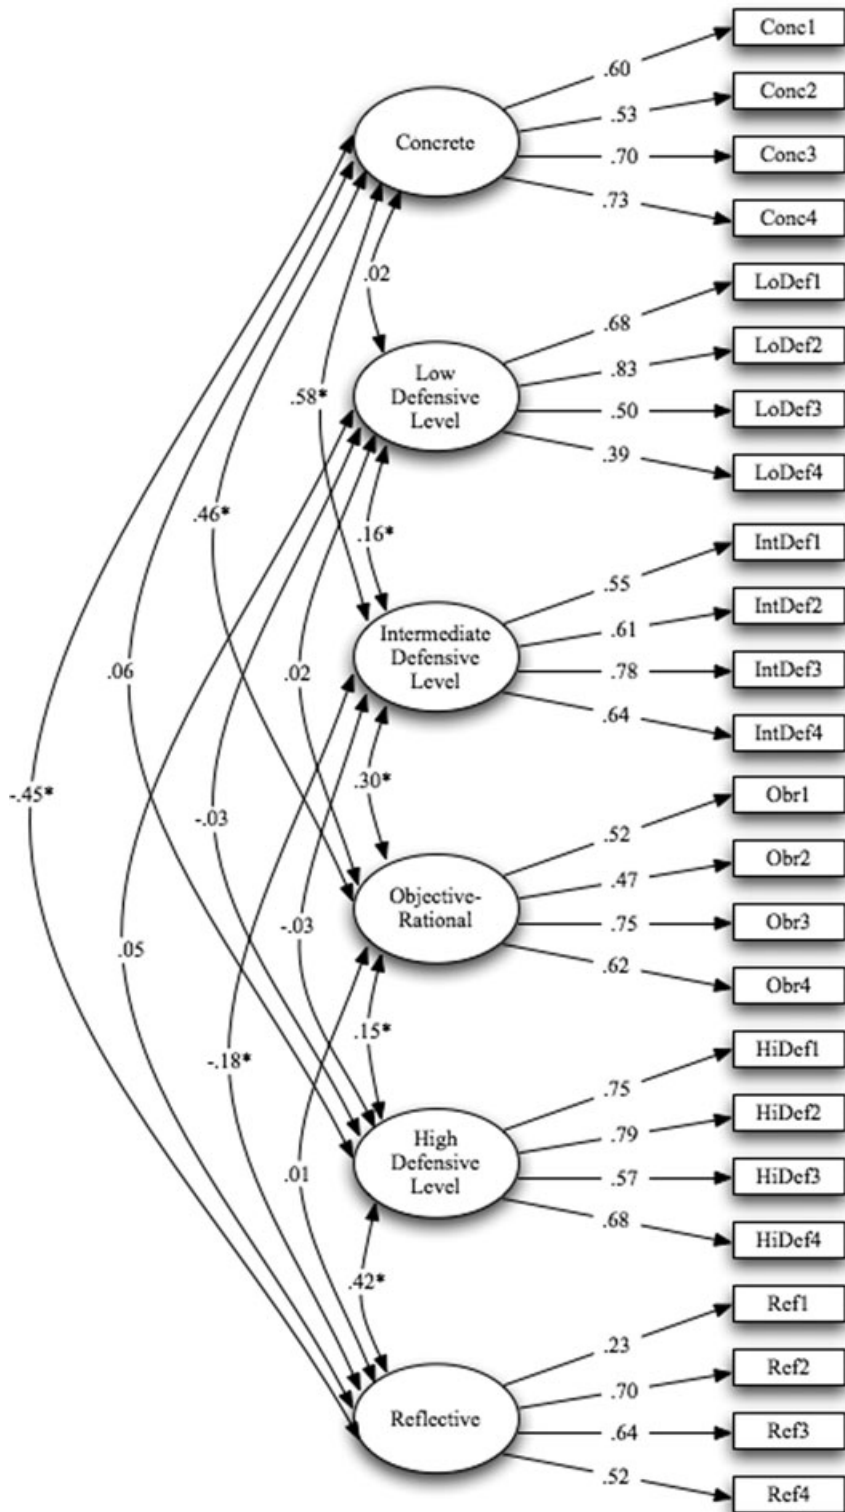 Conc1
.60
Conc2
.53
Concrete
Conc3
.70
.73
Conc4
.02
LoDef1
.68
LoDef2
Low
Defensive
Level
.83
.58*
LoDef3
.50
.39
LoDef4
.46*
.16*
IntDef1
.55
IntDef2
.61
Intermediate
Defensive
Level
.06
.02
IntDef3
.78
.64
IntDef4
-.45*
.30*
Obr1
-.03
.52
Obr2
.47
Objective-
Rational
.05
-.03
Obr3
.75
.62
Obr4
-.18*
.15*
HiDef1
.75
HiDef2
.79
High
Defensive
Level
.01
HiDef3
.57
.68
HiDef4
.42*
Ref1
.23
Ref2
.70
Reflective
Ref3
.64
.52
Ref4